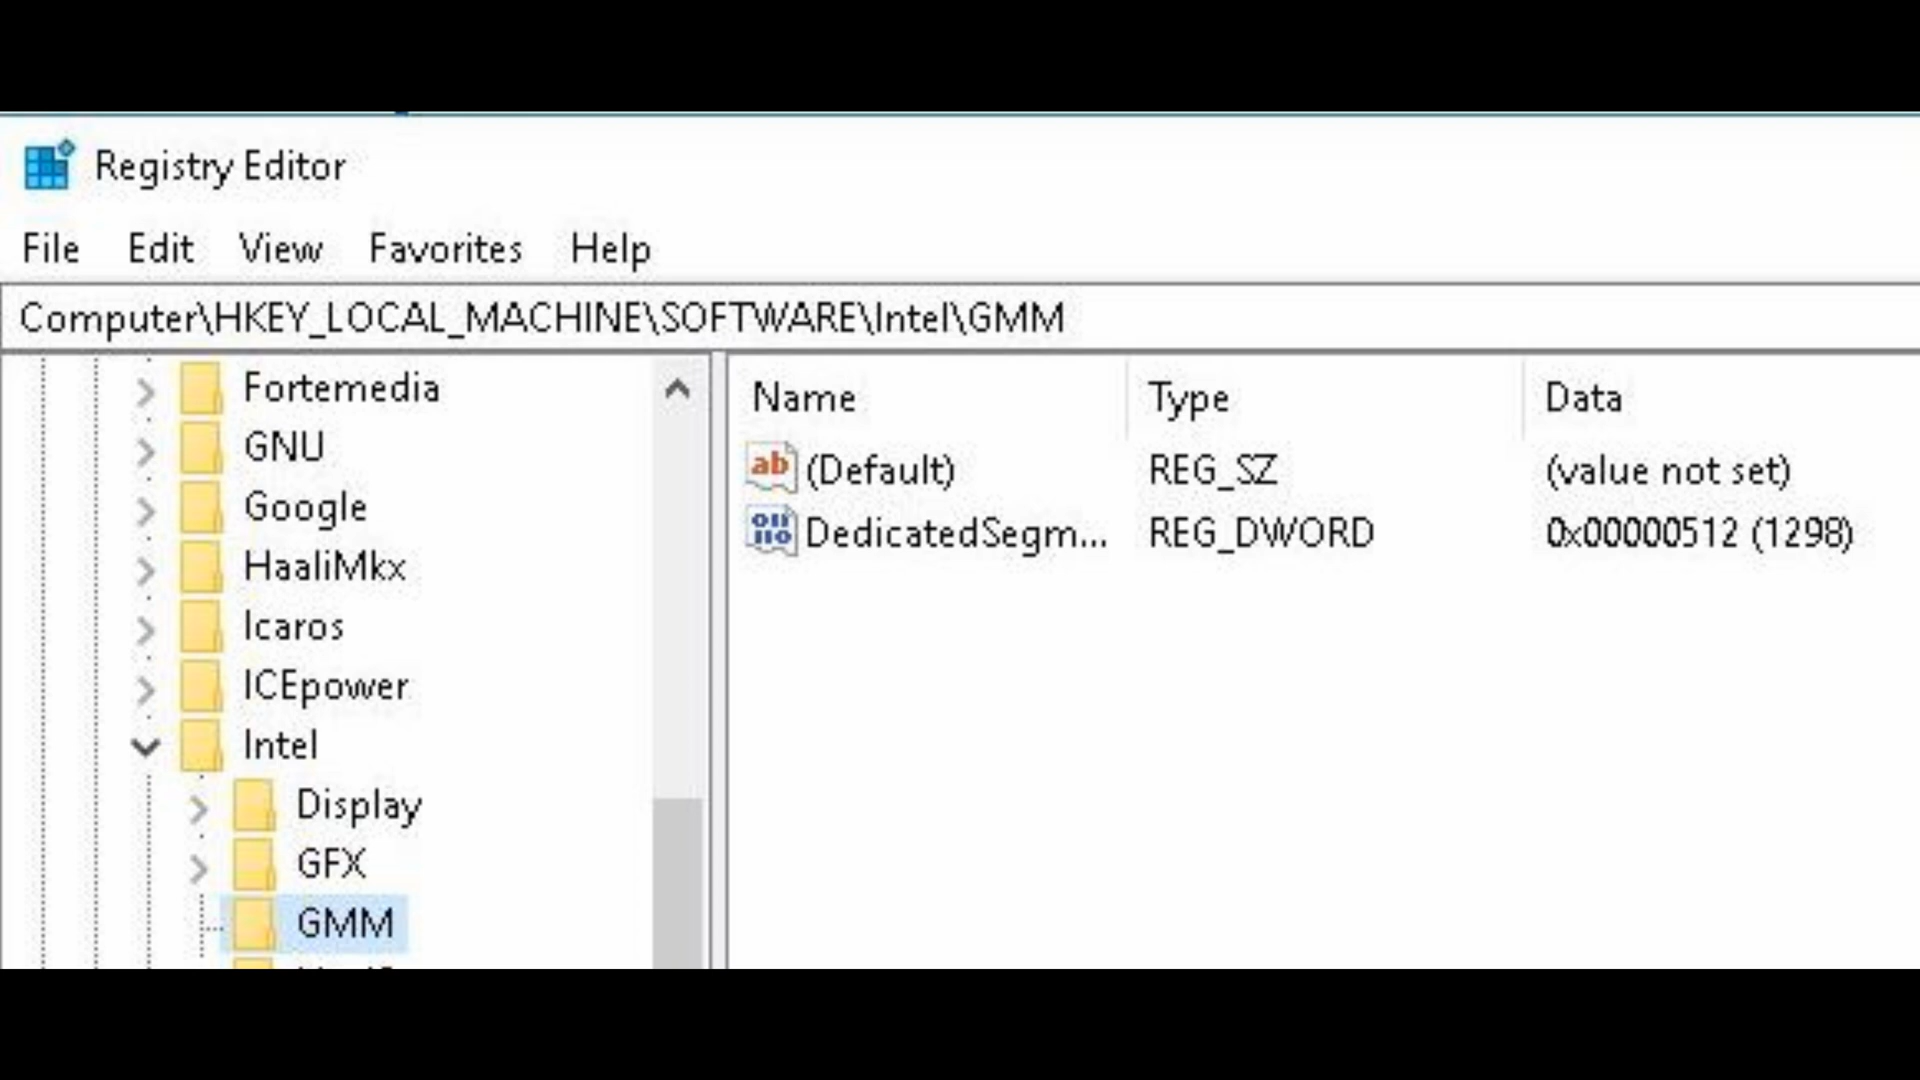 Registry Editor
File Edit View Favorites Help
Computer\HKEY_LOCAL_MACHINE\SOFTWARE\Intel\GMM
Fortemedia
GNU
Google
HaaliMkx
Icaros
ICEpower
Intel
Display
GFX
GMM
Name Type Data
(Default) REG_SZ (value not set)
DedicatedSegm... REG_DWORD 0x00000512 (1298)